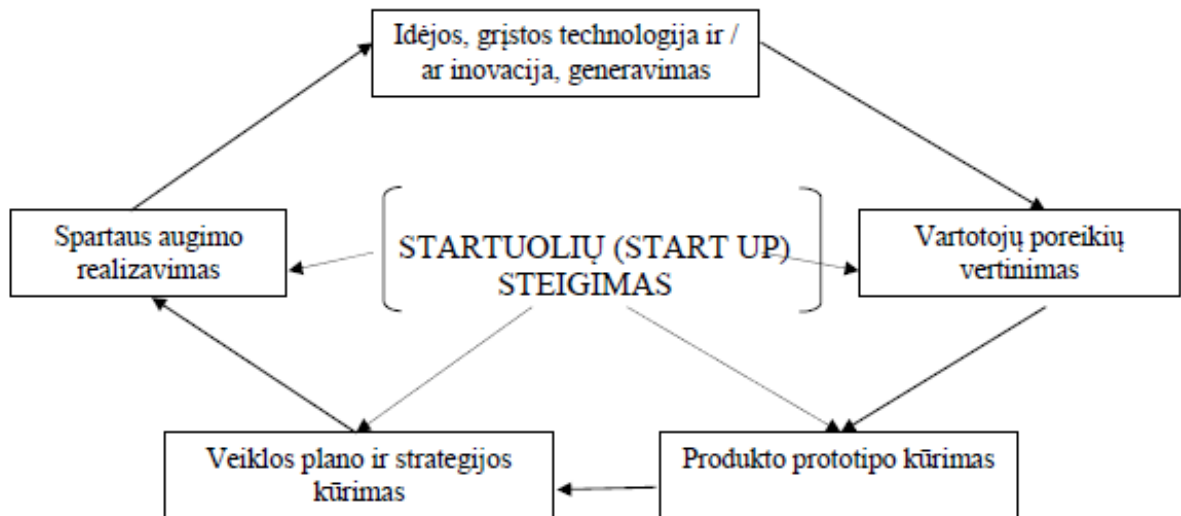 Idėjos, grįstos technologija ir /
ar inovacija, generavimas
Spartaus augimo
realizavimas
STARTUOLIŲ (START UP)
STEIGIMAS
Vartotojų poreikių
vertinimas
Veiklos plano ir strategijos
kūrimas
Produkto prototipo kūrimas